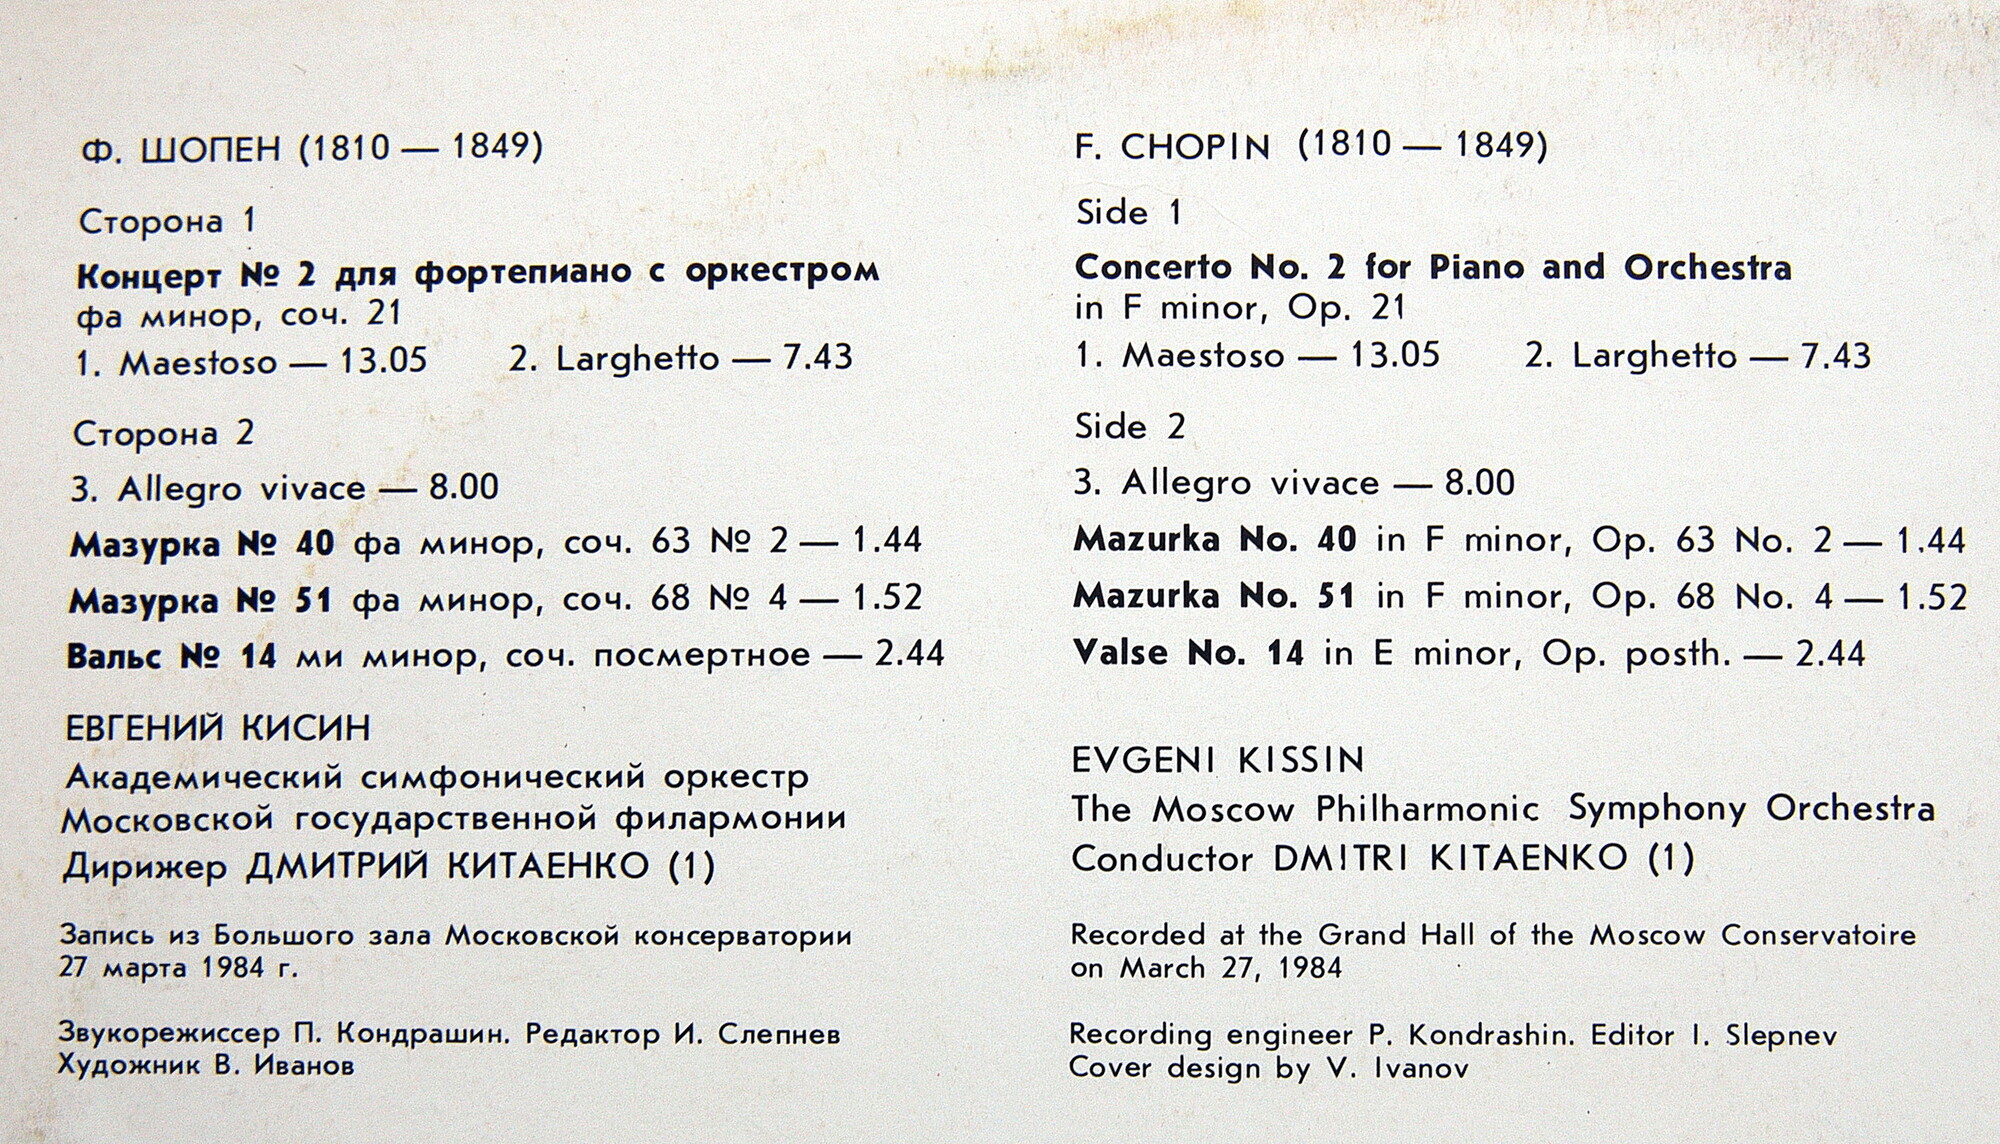 Ф. ШОПЕН (1810 — 1849)
Сторона 1
Концерт № 2 для фортепиано с оркестром
фа минор, соч. 21
1. Maestoso — 13.05 2. Larghetto — 7.43
Сторона 2
3. Allegro vivace — 8.00
Мазурка № 40 фа минор, соч. 63 № 2 — 1.44
Мазурка № 51 фа минор, соч. 68 № 4 — 1.52
Вальс № 14 ми минор, соч. посмертное — 2.44
ЕВГЕНИЙ КИСИН
Академический симфонический оркестр
Московской государственной филармонии
Дирижер ДМИТРИЙ КИТАЕНКО (1)
Запись из Большого зала Московской консерватории
27 марта 1984 г.
Звукорежиссер П. Кондрашин. Редактор И. Слепнев
Художник В. Иванов
F. CHOPIN (1810 — 1849)
Side 1
Concerto No. 2 for Piano and Orchestra
in F minor, Op. 21
1. Maestoso — 13.05 2. Larghetto — 7.43
Side 2
3. Allegro vivace — 8.00
Mazurka No. 40 in F minor, Op. 63 No. 2 — 1.44
Mazurka No. 51 in F minor, Op. 68 No. 4 — 1.52
Valse No. 14 in E minor, Op. posth. — 2.44
EVGENI KISSIN
The Moscow Philharmonic Symphony Orchestra
Conductor DMITRI KITAENKO (1)
Recorded at the Grand Hall of the Moscow Conservatoire
on March 27, 1984
Recording engineer P. Kondrashin. Editor I. Slepnev
Cover design by V. Ivanov